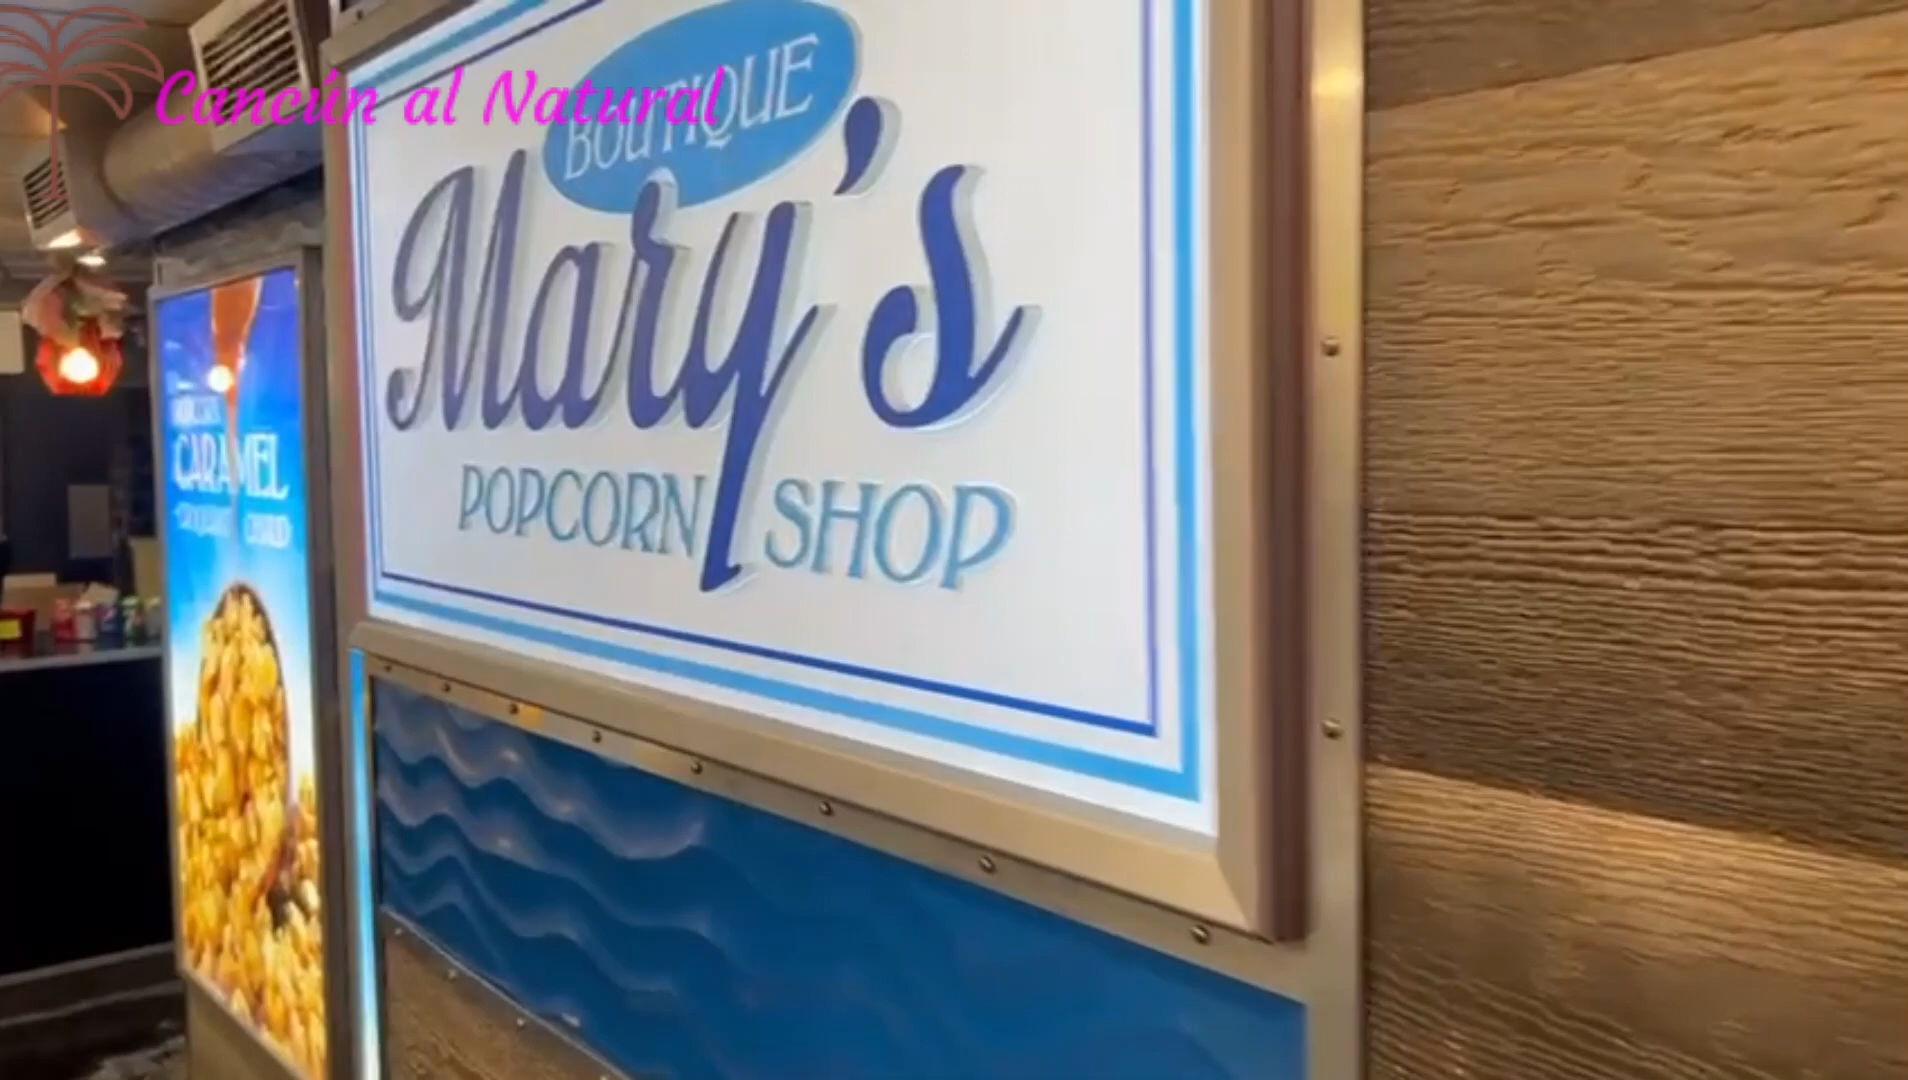 Cancún al Natural
BOUTIQUE
Mary's
POPCORN SHOP
CARAMEL